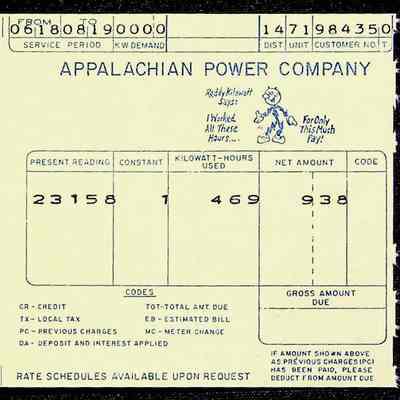 FROM TO
06180819 0000 1471984350
SERVICE PERIOD KW DEMAND DIST UNIT CUSTOMER NO. T
APPALACHIAN POWER COMPANY
Reddy Kilowatt
Says:
I Worked
All These
Hours....
For Only
This Much
Pay!
PRESENT READING CONSTANT KILOWATT-HOURS USED NET AMOUNT CODE
23158 1 469 938
CODES
CR - CREDIT TOT-TOTAL AMT. DUE
TX - LOCAL TAX EB - ESTIMATED BILL
PC - PREVIOUS CHARGES MC - METER CHANGE
DA - DEPOSIT AND INTEREST APPLIED
GROSS AMOUNT
DUE
IF AMOUNT SHOWN ABOVE
AS PREVIOUS CHARGES (PC)
HAS BEEN PAID, PLEASE
DEDUCT FROM AMOUNT DUE
RATE SCHEDULES AVAILABLE UPON REQUEST